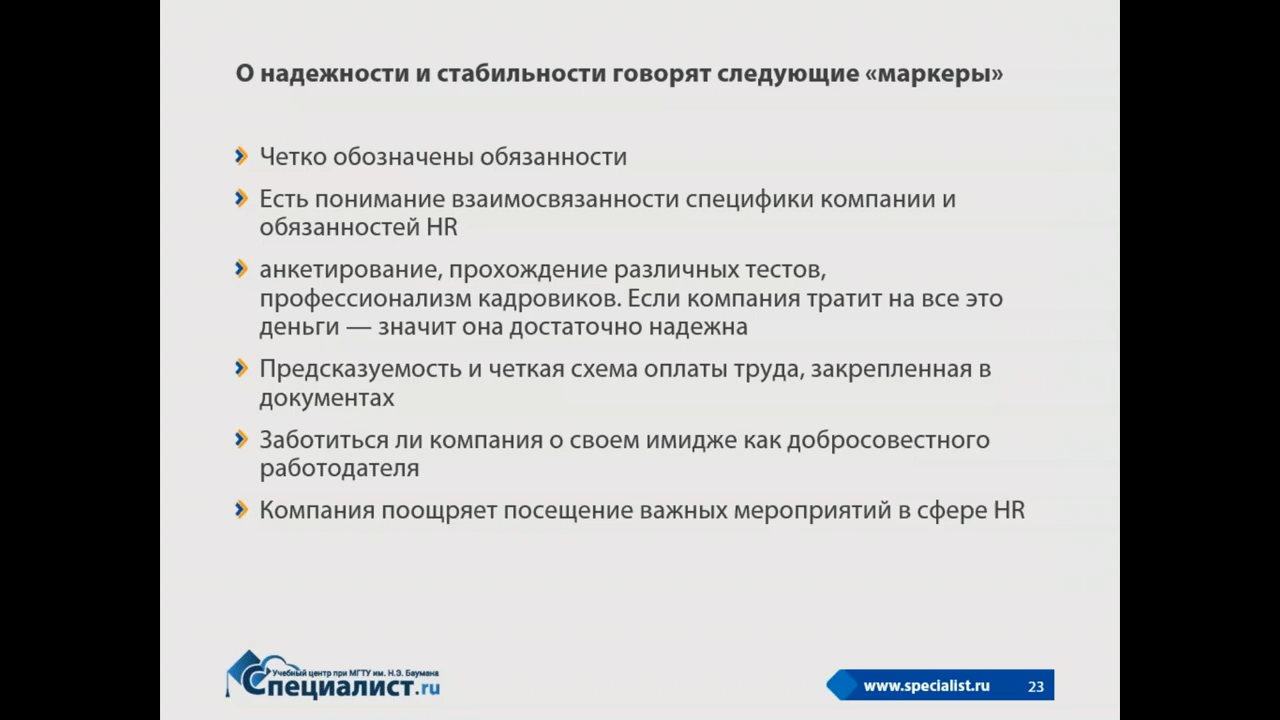 О надежности и стабильности говорят следующие «маркеры»
Четко обозначены обязанности
Есть понимание взаимосвязанности специфики компании и
обязанностей HR
анкетирование, прохождение различных тестов,
профессионализм кадровиков. Если компания тратит на все это
деньги — значит она достаточно надежна
Предсказуемость и четкая схема оплаты труда, закрепленная в
документах
Заботиться ли компания о своем имидже как добросовестного
работодателя
Компания поощряет посещение важных мероприятий в сфере HR
Учебный центр при МГТУ им. Н.Э. Баумана
Специалист.ru
www.specialist.ru 23